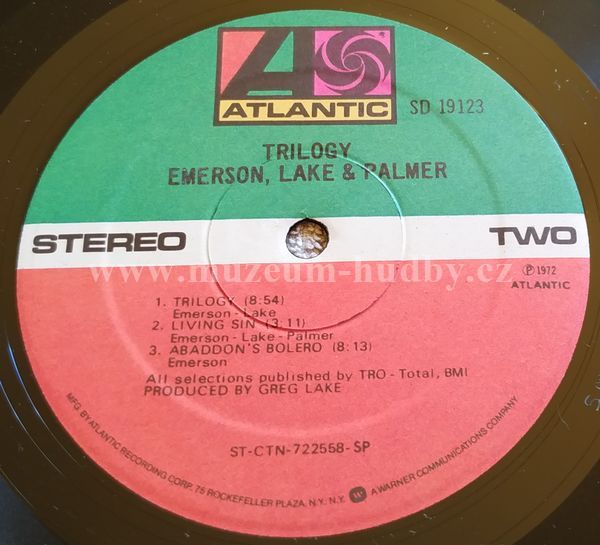 ATLANTIC SD 19123
TRILOGY
EMERSON, LAKE & PALMER
STEREO TWO
www.muzeum-hudby.cz
℗ 1972
ATLANTIC
1. TRILOGY (8:54)
Emerson - Lake
2. LIVING SIN (3:11)
Emerson - Lake - Palmer
3. ABADDON'S BOLERO (8:13)
Emerson
All selections published by TRO - Total, BMI
PRODUCED BY GREG LAKE
ST-CTN-722558-SP
MFG. BY ATLANTIC RECORDING CORP. 75 ROCKEFELLER PLAZA, N.Y. N.Y. A WARNER COMMUNICATIONS COMPANY